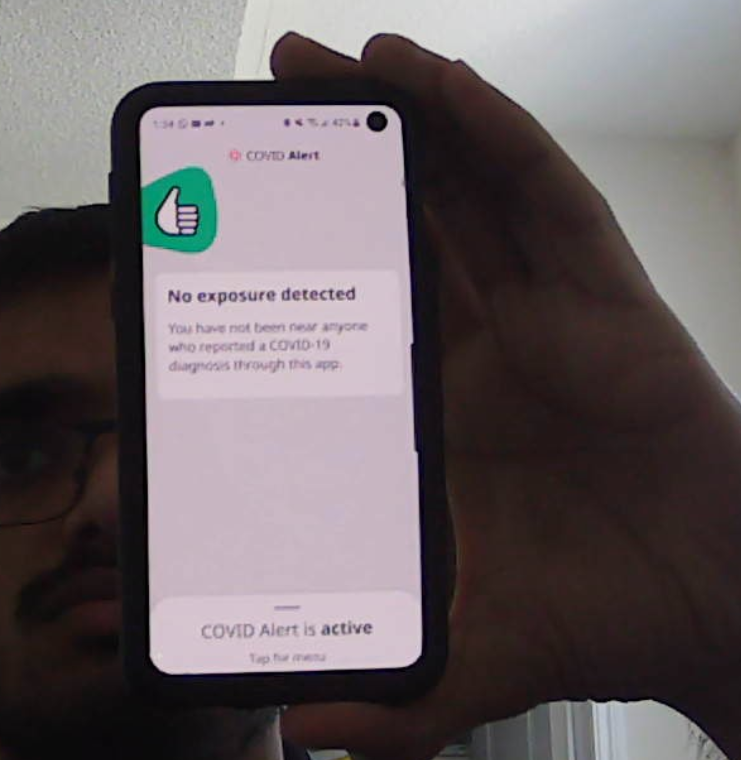 1:34
42%
COVID Alert
No exposure detected
You have not been near anyone
who reported a COVID-19
diagnosis through this app.
COVID Alert is active
Tap for menu